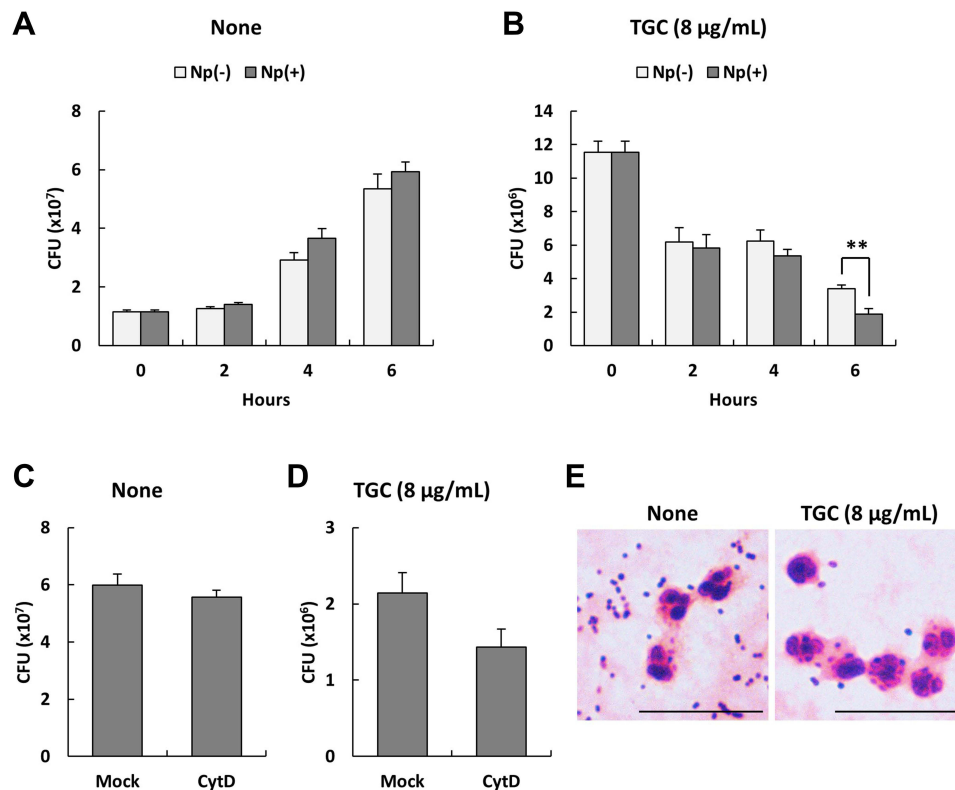 A
None
Np(-) Np(+)
8
6
4
2
0
CFU (x10⁷)
0 2 4 6
Hours
B
TGC (8 µg/mL)
Np(-) Np(+)
14
12
10
8
6
4
2
0
CFU (x10⁶)
**
0 2 4 6
Hours
C
None
8
6
4
2
0
CFU (x10⁷)
Mock CytD
D
TGC (8 µg/mL)
3
2
1
0
CFU (x10⁶)
Mock CytD
E
None
TGC (8 µg/mL)